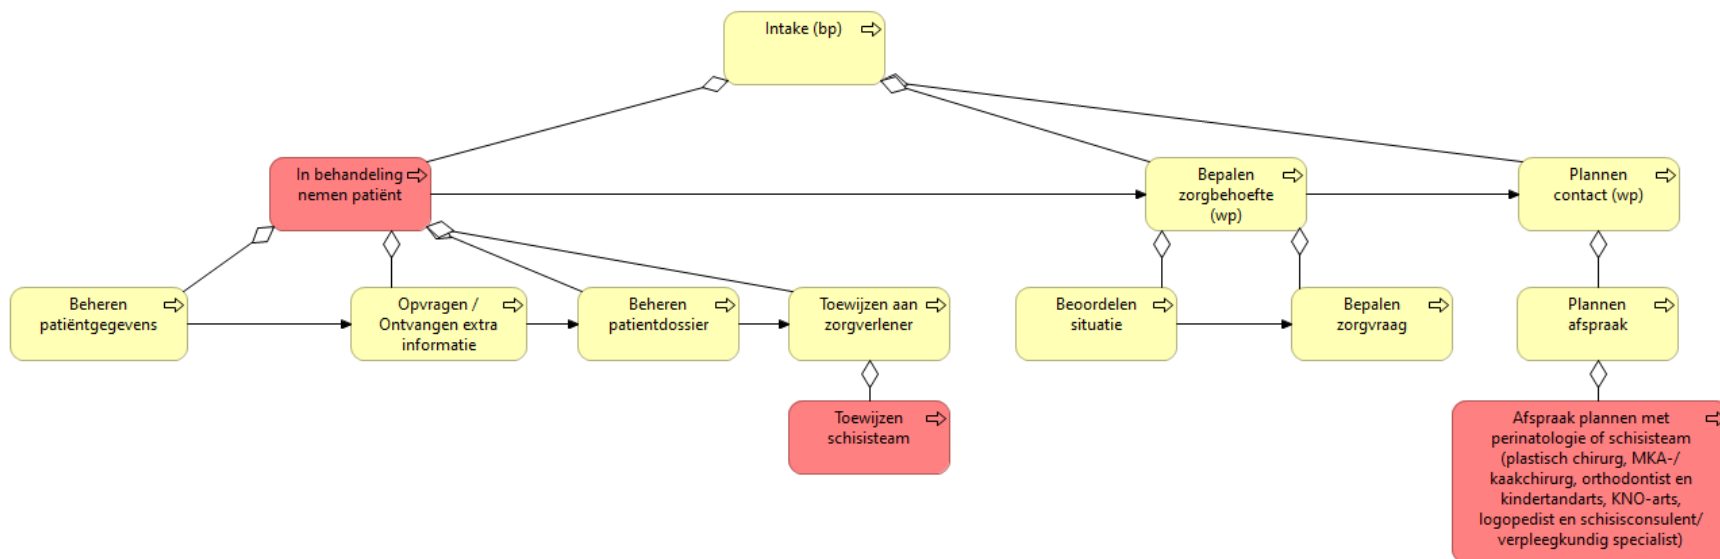 Intake (bp)
In behandeling
nemen patiënt
Bepalen
zorgbehoefte
(wp)
Plannen
contact (wp)
Beheren
patiëntgegevens
Opvragen /
Ontvangen extra
informatie
Beheren
patientdossier
Toewijzen aan
zorgverlener
Beoordelen
situatie
Bepalen
zorgvraag
Plannen
afspraak
Toewijzen
schisisteam
Afspraak plannen met
perinatologie of schisisteam
(plastisch chirurg, MKA-/
kaakchirurg, orthodontist en
kindertandarts, KNO-arts,
logopedist en schisisconsulent/
verpleegkundig specialist)